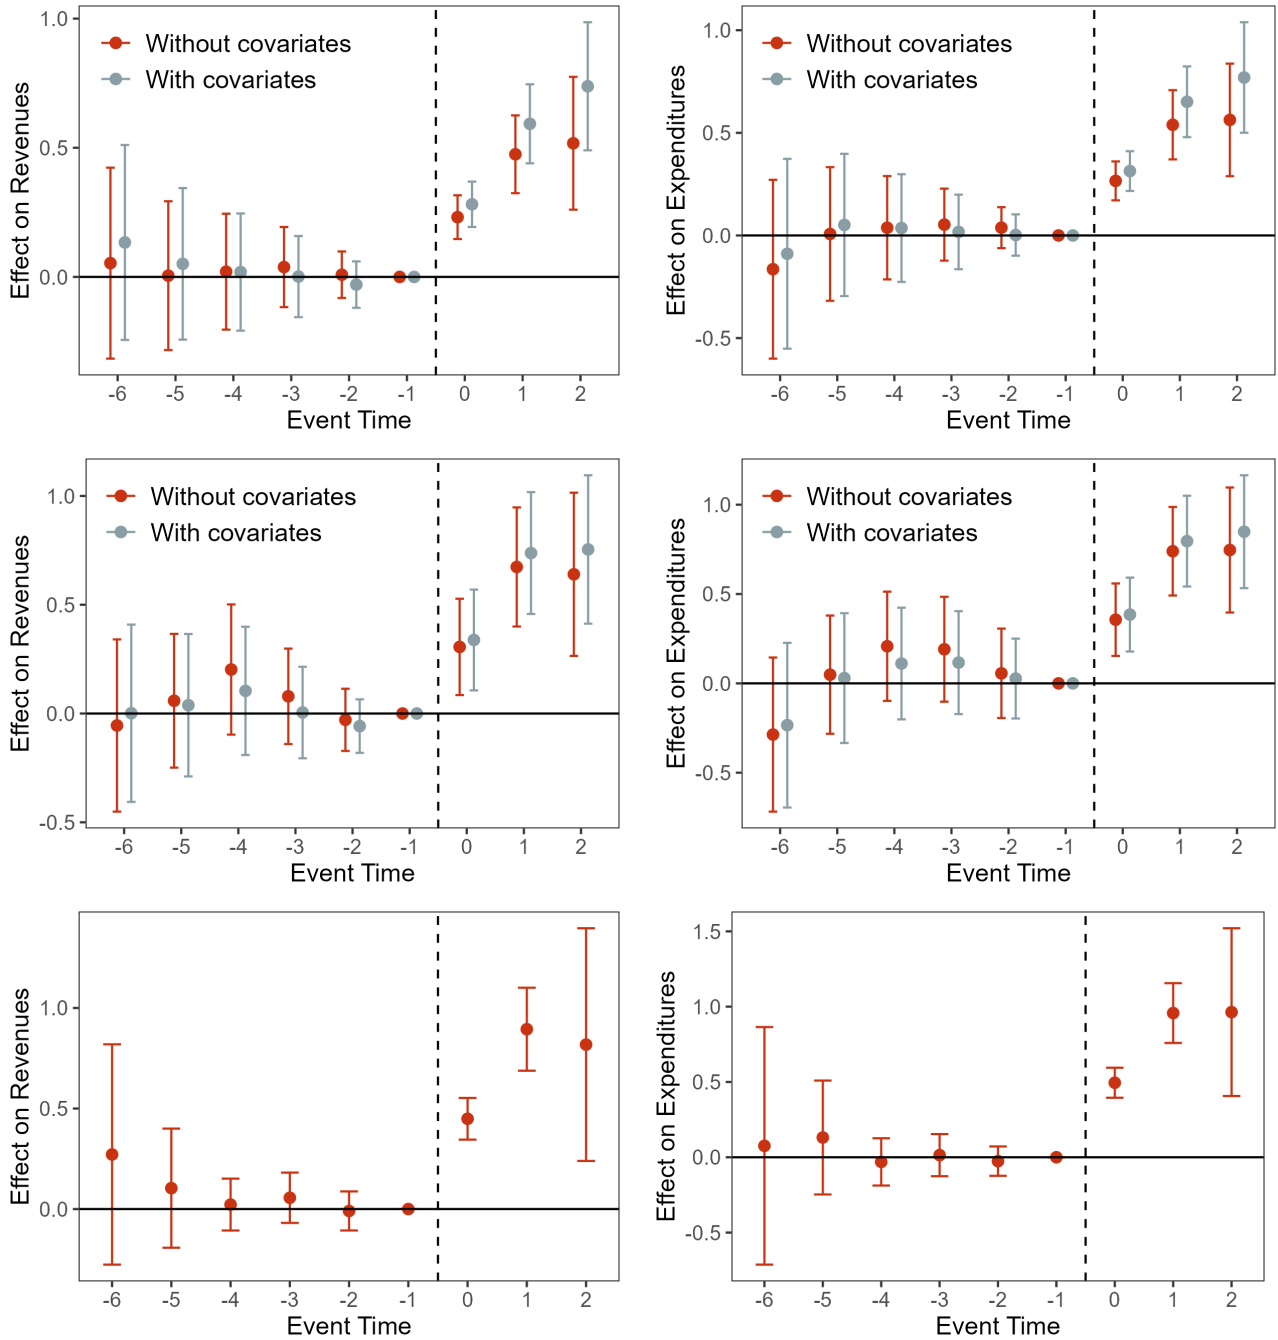 1.0
0.5
0.0
Effect on Revenues
Without covariates
With covariates
-6 -5 -4 -3 -2 -1 0 1 2
Event Time
1.0
0.5
0.0
-0.5
Effect on Expenditures
Without covariates
With covariates
-6 -5 -4 -3 -2 -1 0 1 2
Event Time
1.0
0.5
0.0
-0.5
Effect on Revenues
Without covariates
With covariates
-6 -5 -4 -3 -2 -1 0 1 2
Event Time
1.0
0.5
0.0
-0.5
Effect on Expenditures
Without covariates
With covariates
-6 -5 -4 -3 -2 -1 0 1 2
Event Time
1.0
0.5
0.0
Effect on Revenues
-6 -5 -4 -3 -2 -1 0 1 2
Event Time
1.5
1.0
0.5
0.0
-0.5
Effect on Expenditures
-6 -5 -4 -3 -2 -1 0 1 2
Event Time